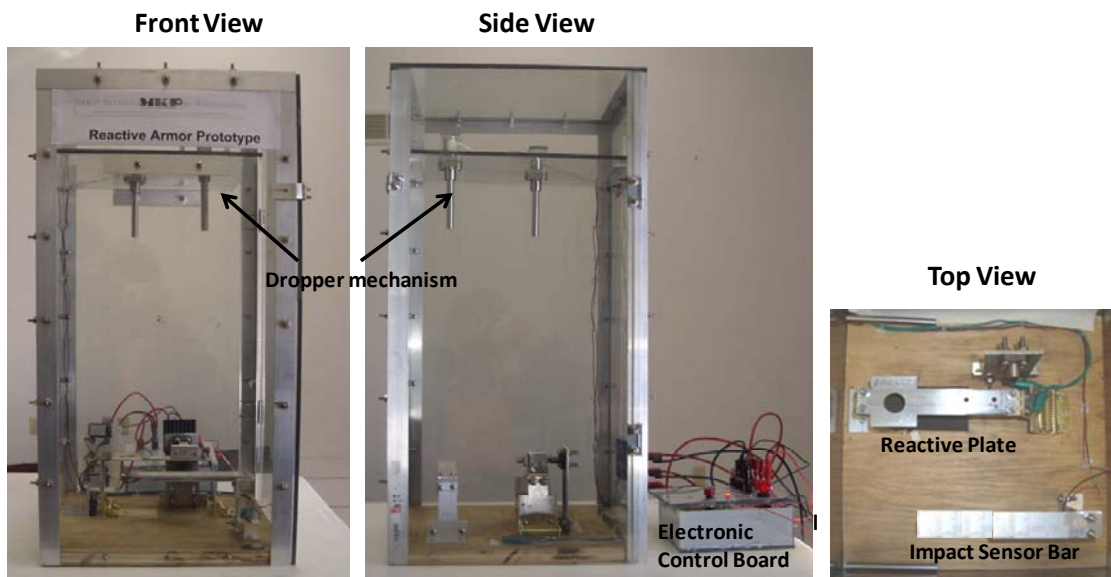 Front View
Side View
Reactive Armor Prototype
Dropper mechanism
Top View
Reactive Plate
Electronic
Control Board
Impact Sensor Bar